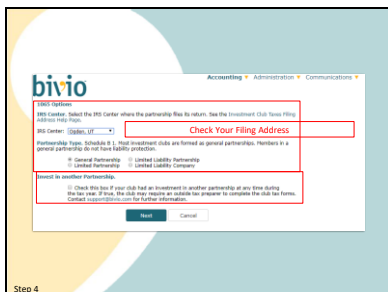 bivio
Accounting Administration Communications
1065 Options
IRS Center. Select the IRS Center where the partnership files its return. See the Investment Club Taxes Filing
Address Help Page.
IRS Center: Ogden, UT
Check Your Filing Address
Partnership Type. Schedule B 1. Most investment clubs are formed as general partnerships. Members in a
general partnership do not have liability protection.
General Partnership Limited Liability Partnership
Limited Partnership Limited Liability Company
Invest in another Partnership.
Check this box if your club had an investment in another partnership at any time during
the tax year. If true, the club may require an outside tax preparer to complete the club tax forms.
Contact support@bivio.com for further information.
Next Cancel
Step 4